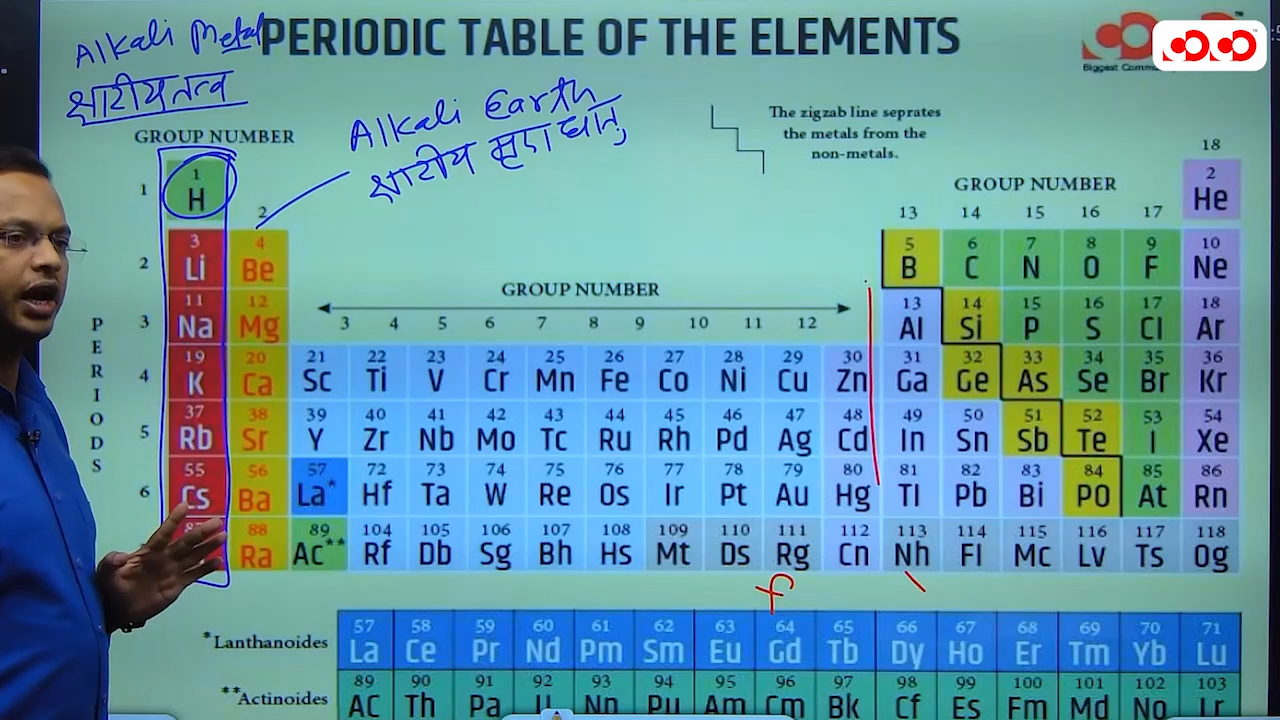 Alkali Metal
PERIODIC TABLE OF THE ELEMENTS
क्षारीय तत्व
Biggest Comm
Alkali Earth
क्षारीय मृदा धातु
The zigzab line seprates
the metals from the
non-metals.
GROUP NUMBER
18
1 1 2
H He
GROUP NUMBER
2 13 14 15 16 17
2 3 4 5 6 7 8 9 10
Li Be B C N O F Ne
GROUP NUMBER
3 4 5 6 7 8 9 10 11 12
3 11 12 13 14 15 16 17 18
Na Mg Al Si P S Cl Ar
4 19 20 21 22 23 24 25 26 27 28 29 30 31 32 33 34 35 36
K Ca Sc Ti V Cr Mn Fe Co Ni Cu Zn Ga Ge As Se Br Kr
5 37 38 39 40 41 42 43 44 45 46 47 48 49 50 51 52 53 54
Rb Sr Y Zr Nb Mo Tc Ru Rh Pd Ag Cd In Sn Sb Te I Xe
6 55 56 57 72 73 74 75 76 77 78 79 80 81 82 83 84 85 86
Cs Ba La* Hf Ta W Re Os Ir Pt Au Hg Tl Pb Bi PO At Rn
88 89 104 105 106 107 108 109 110 111 112 113 114 115 116 117 118
Ra Ac** Rf Db Sg Bh Hs Mt Ds Rg Cn Nh Fl Mc Lv Ts Og
PERIODS
f
57 58 59 60 61 62 63 64 65 66 67 68 69 70 71
*Lanthanoides La Ce Pr Nd Pm Sm Eu Gd Tb Dy Ho Er Tm Yb Lu
89 90 91 92 93 94 95 96 97 98 99 100 101 102 103
**Actinoides AC Th Pa U Np Pu Am Cm Bk Cf Es Fm Md No Lr